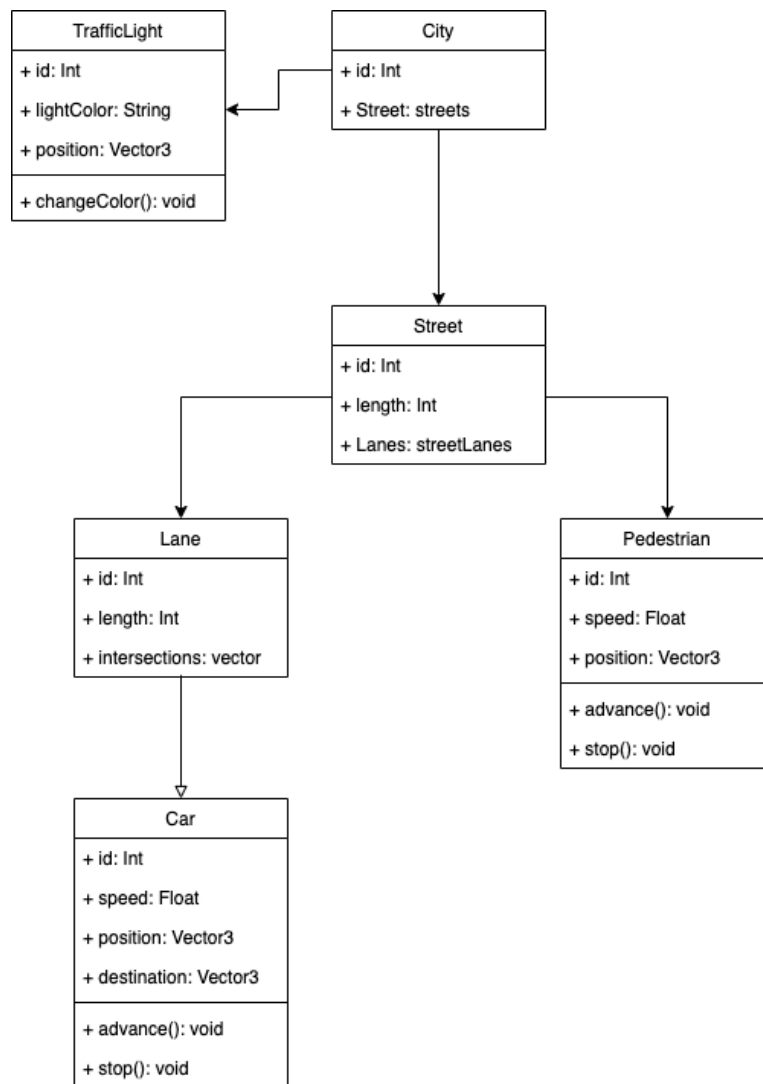 TrafficLight
+ id: Int
+ lightColor: String
+ position: Vector3
+ changeColor(): void
City
+ id: Int
+ Street: streets
Street
+ id: Int
+ length: Int
+ Lanes: streetLanes
Lane
+ id: Int
+ length: Int
+ intersections: vector
Pedestrian
+ id: Int
+ speed: Float
+ position: Vector3
+ advance(): void
+ stop(): void
Car
+ id: Int
+ speed: Float
+ position: Vector3
+ destination: Vector3
+ advance(): void
+ stop(): void